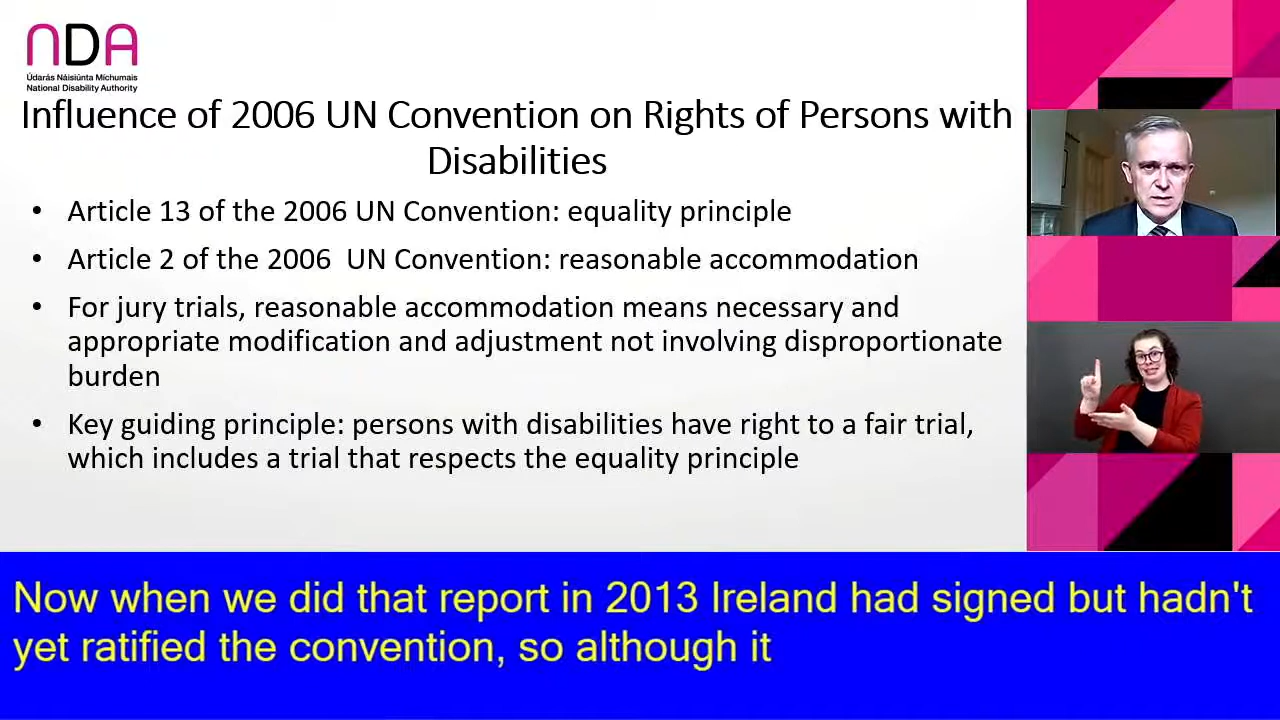 NDA
Údarás Náisiúnta Míchumais
National Disability Authority
Influence of 2006 UN Convention on Rights of Persons with
Disabilities
• Article 13 of the 2006 UN Convention: equality principle
• Article 2 of the 2006  UN Convention: reasonable accommodation
• For jury trials, reasonable accommodation means necessary and
appropriate modification and adjustment not involving disproportionate
burden
• Key guiding principle: persons with disabilities have right to a fair trial,
which includes a trial that respects the equality principle
Now when we did that report in 2013 Ireland had signed but hadn't
yet ratified the convention, so although it